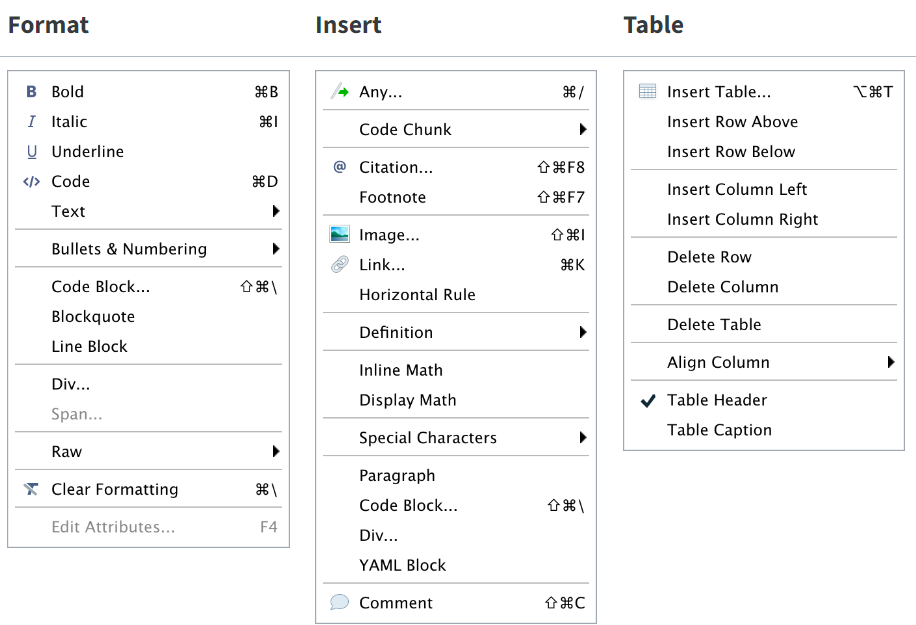 Format
Bold ⌘B
Italic ⌘I
Underline
Code ⌘D
Text
Bullets & Numbering
Code Block... ⇧⌘\
Blockquote
Line Block
Div...
Span...
Raw
Clear Formatting ⌘\
Edit Attributes... F4
Insert
Any... ⌘/
Code Chunk
Citation... ⇧⌘F8
Footnote ⇧⌘F7
Image... ⇧⌘I
Link... ⌘K
Horizontal Rule
Definition
Inline Math
Display Math
Special Characters
Paragraph
Code Block... ⇧⌘\
Div...
YAML Block
Comment ⇧⌘C
Table
Insert Table... ⌥⌘T
Insert Row Above
Insert Row Below
Insert Column Left
Insert Column Right
Delete Row
Delete Column
Delete Table
Align Column
Table Header
Table Caption